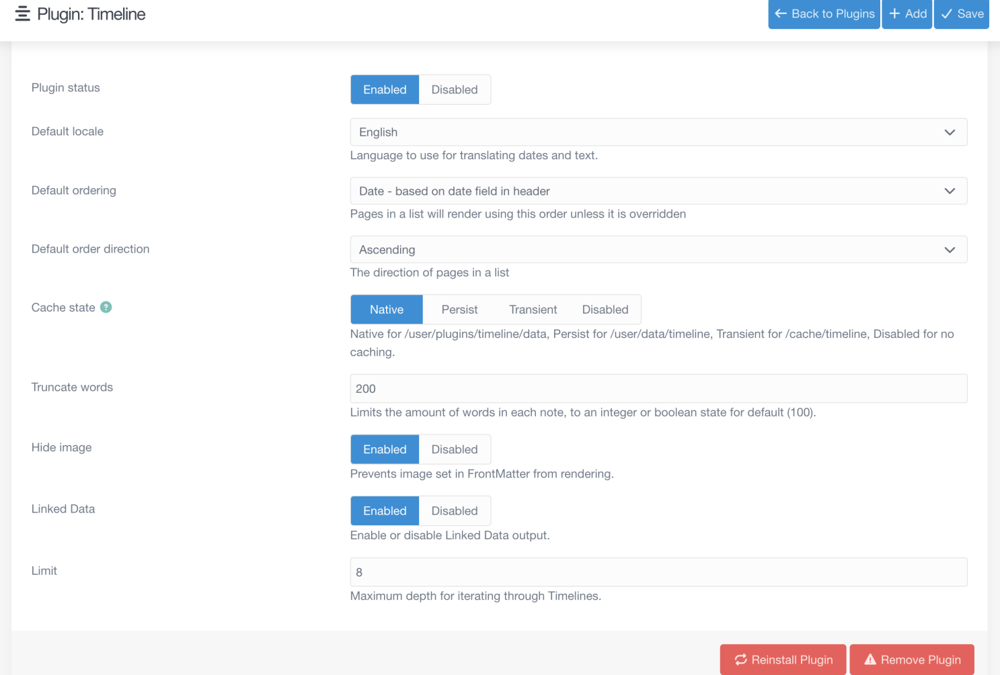 Plugin: Timeline
Back to Plugins
Add
Save
Plugin status
Enabled
Disabled
Default locale
English
Language to use for translating dates and text.
Default ordering
Date - based on date field in header
Pages in a list will render using this order unless it is overridden
Default order direction
Ascending
The direction of pages in a list
Cache state ?
Native
Persist
Transient
Disabled
Native for /user/plugins/timeline/data, Persist for /user/data/timeline, Transient for /cache/timeline, Disabled for no
caching.
Truncate words
200
Limits the amount of words in each note, to an integer or boolean state for default (100).
Hide image
Enabled
Disabled
Prevents image set in FrontMatter from rendering.
Linked Data
Enabled
Disabled
Enable or disable Linked Data output.
Limit
8
Maximum depth for iterating through Timelines.
Reinstall Plugin
Remove Plugin